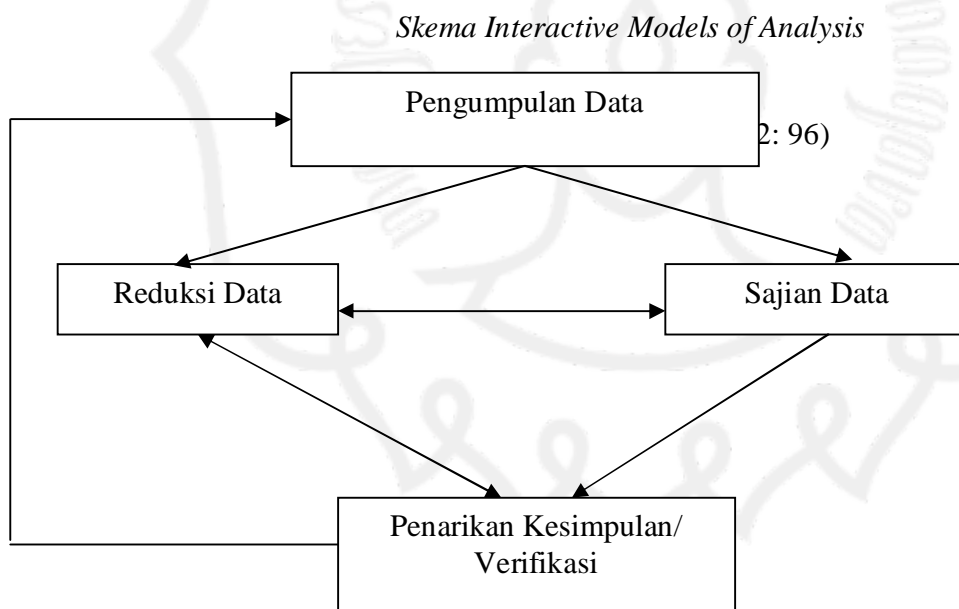 Skema Interactive Models of Analysis
Pengumpulan Data
2: 96)
Reduksi Data
Sajian Data
Penarikan Kesimpulan/
Verifikasi